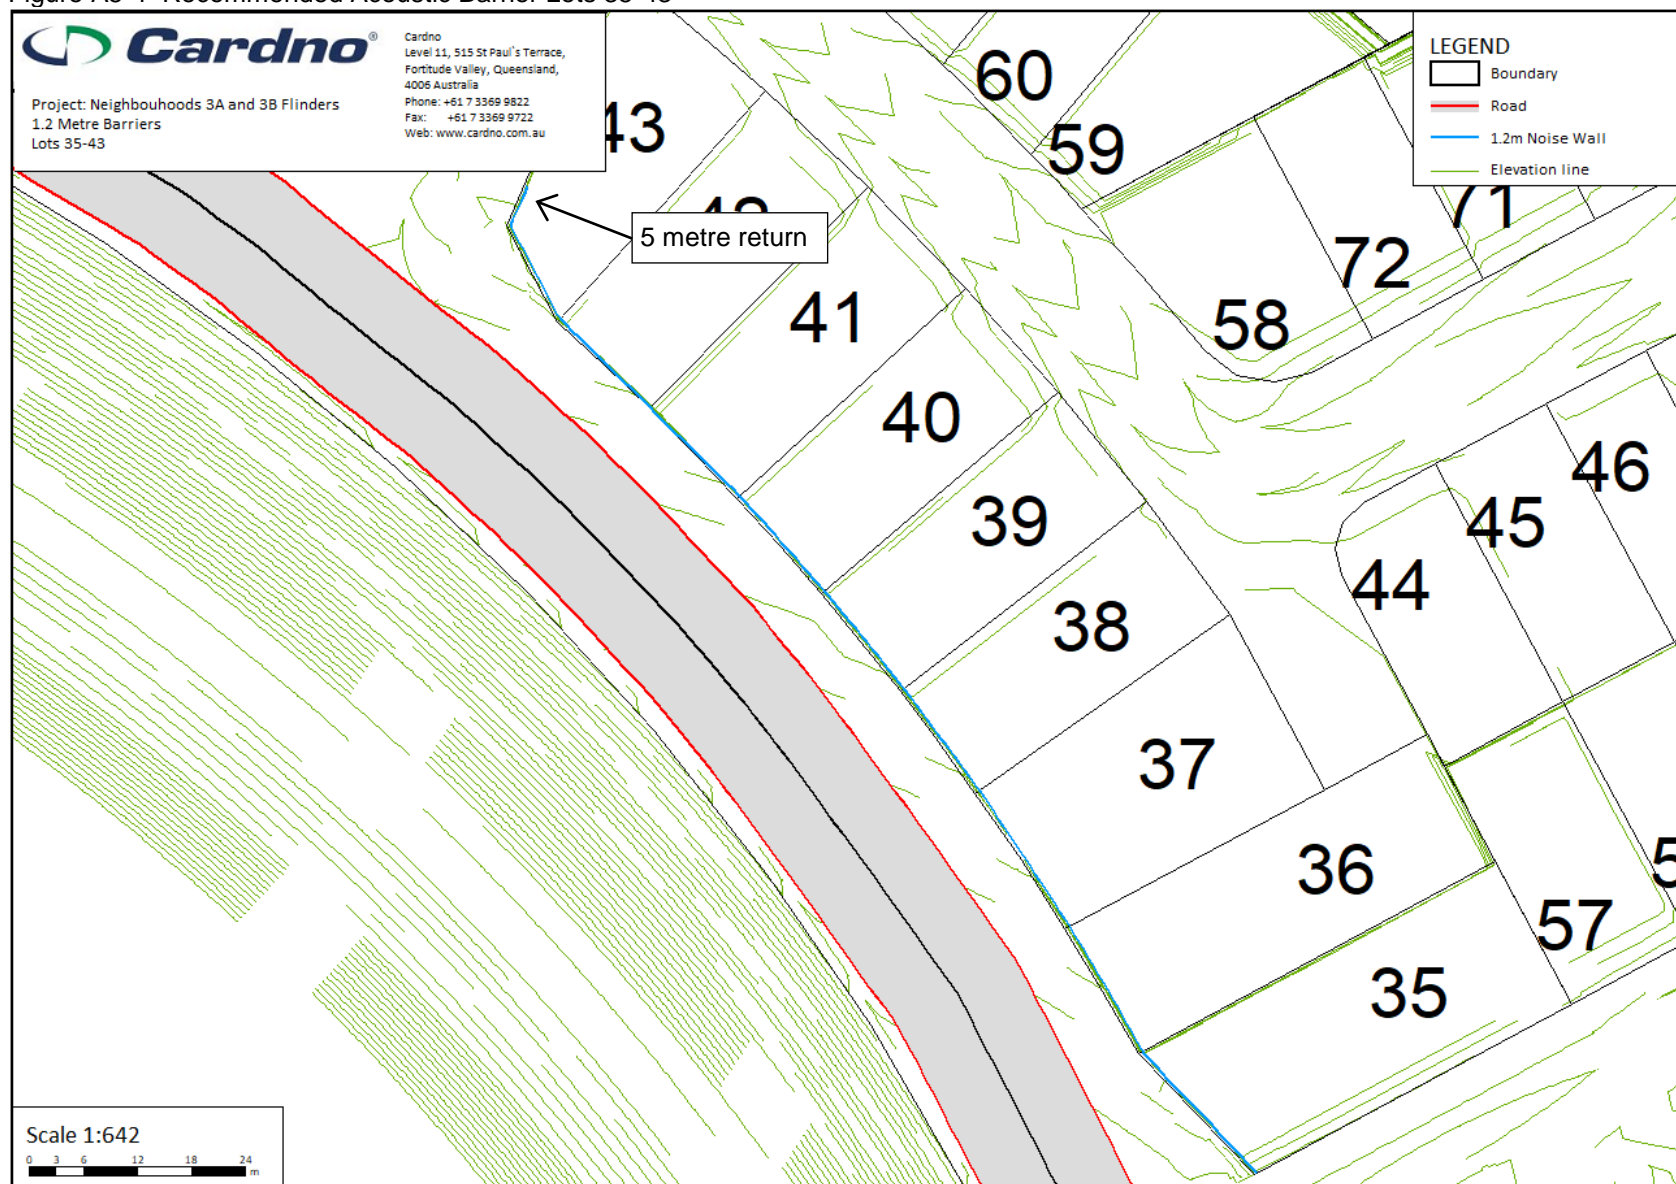 Cardno®
Cardno
Level 11, 515 St Paul's Terrace,
Fortitude Valley, Queensland,
4006 Australia
Phone: +61 7 3369 9822
Fax: +61 7 3369 9722
Web: www.cardno.com.au
Project: Neighbouhoods 3A and 3B Flinders
1.2 Metre Barriers
Lots 35-43
LEGEND
Boundary
Road
1.2m Noise Wall
Elevation line
60
43
59
42
71
5 metre return
72
41
58
40
46
39
45
44
38
37
36
57
35
Scale 1:642
0 3 6 12 18 24
m